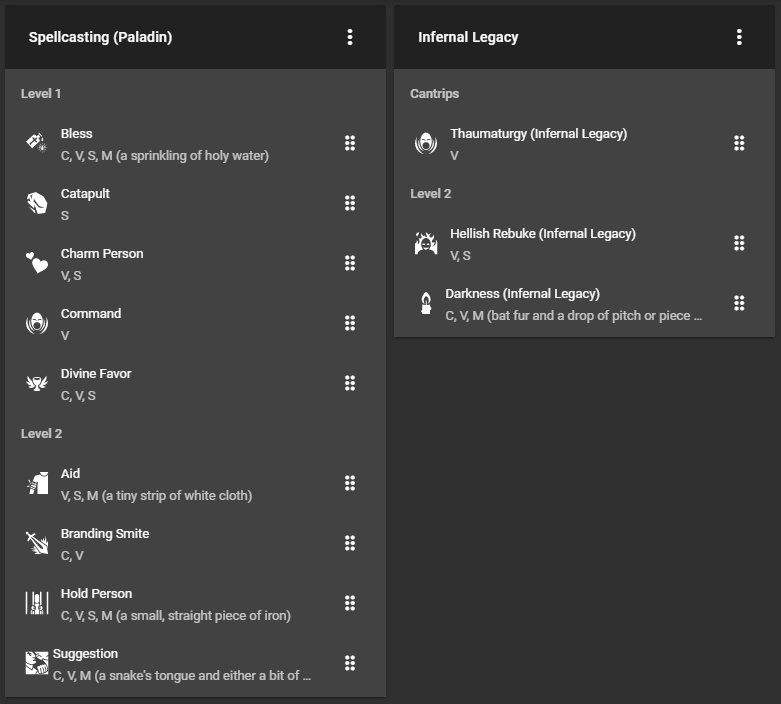 Spellcasting (Paladin)
Level 1
Bless
C, V, S, M (a sprinkling of holy water)
Catapult
S
Charm Person
V, S
Command
V
Divine Favor
C, V, S
Level 2
Aid
V, S, M (a tiny strip of white cloth)
Branding Smite
C, V
Hold Person
C, V, S, M (a small, straight piece of iron)
Suggestion
C, V, M (a snake's tongue and either a bit of ...
Infernal Legacy
Cantrips
Thaumaturgy (Infernal Legacy)
V
Level 2
Hellish Rebuke (Infernal Legacy)
V, S
Darkness (Infernal Legacy)
C, V, M (bat fur and a drop of pitch or piece ...